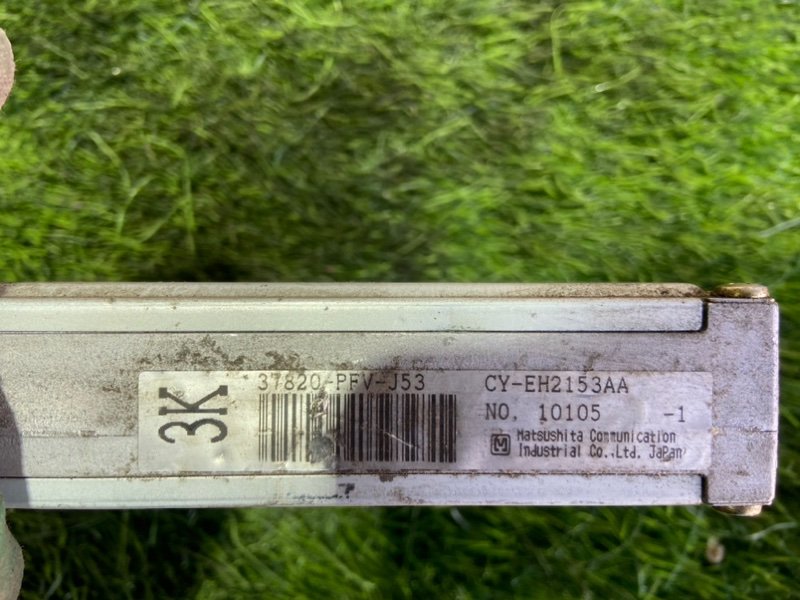 3K
37820-PFV-J53
CY-EH2153AA
NO. 10105 -1
Matsushita Communication
Industrial Co.,Ltd. JaPan